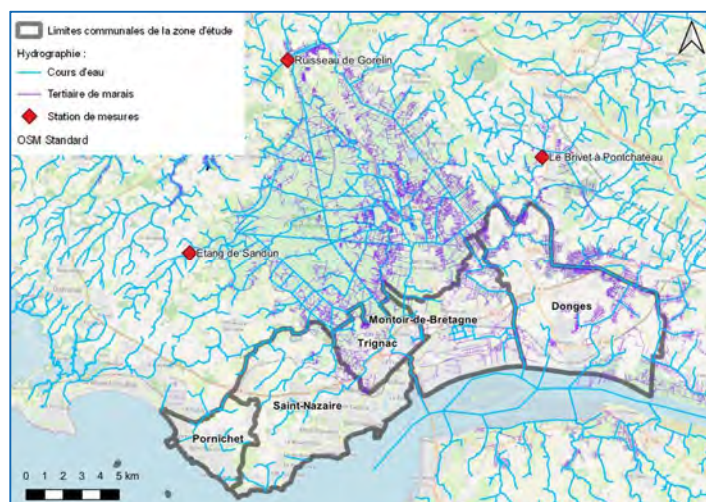 Limites communales de la zone d'étude
Hydrographie :
Cours d'eau
Tertiaire de marais
Station de mesures
OSM Standard
Ruisseau de Gorelin
Le Brivet à Pontchateau
Etang de Sandun
Montoir-de-Bretagne
Donges
Trignac
Saint-Nazaire
Pornichet
0 1 2 3 4 5 km